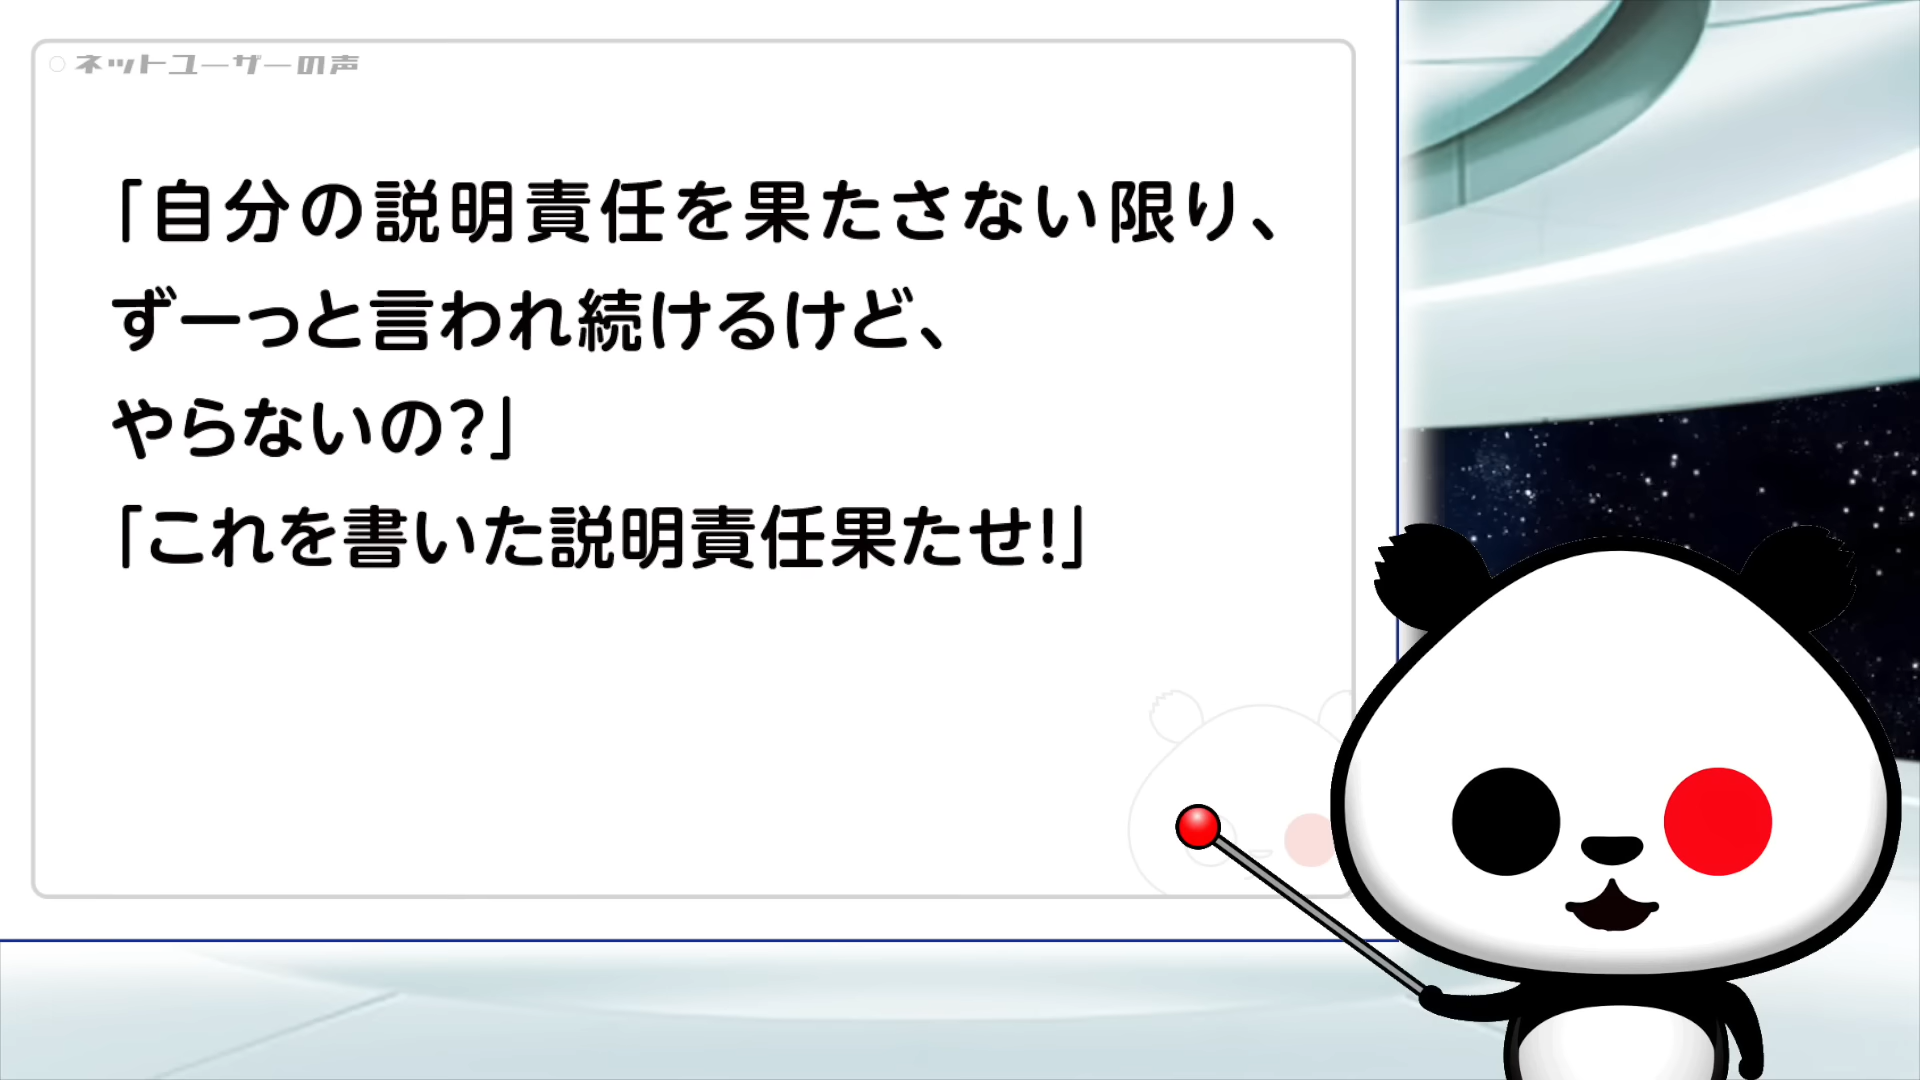 ネットユーザーの声
「自分の説明責任を果たさない限り、
ずーっと言われ続けるけど、
やらないの？」
「これを書いた説明責任果たせ！」